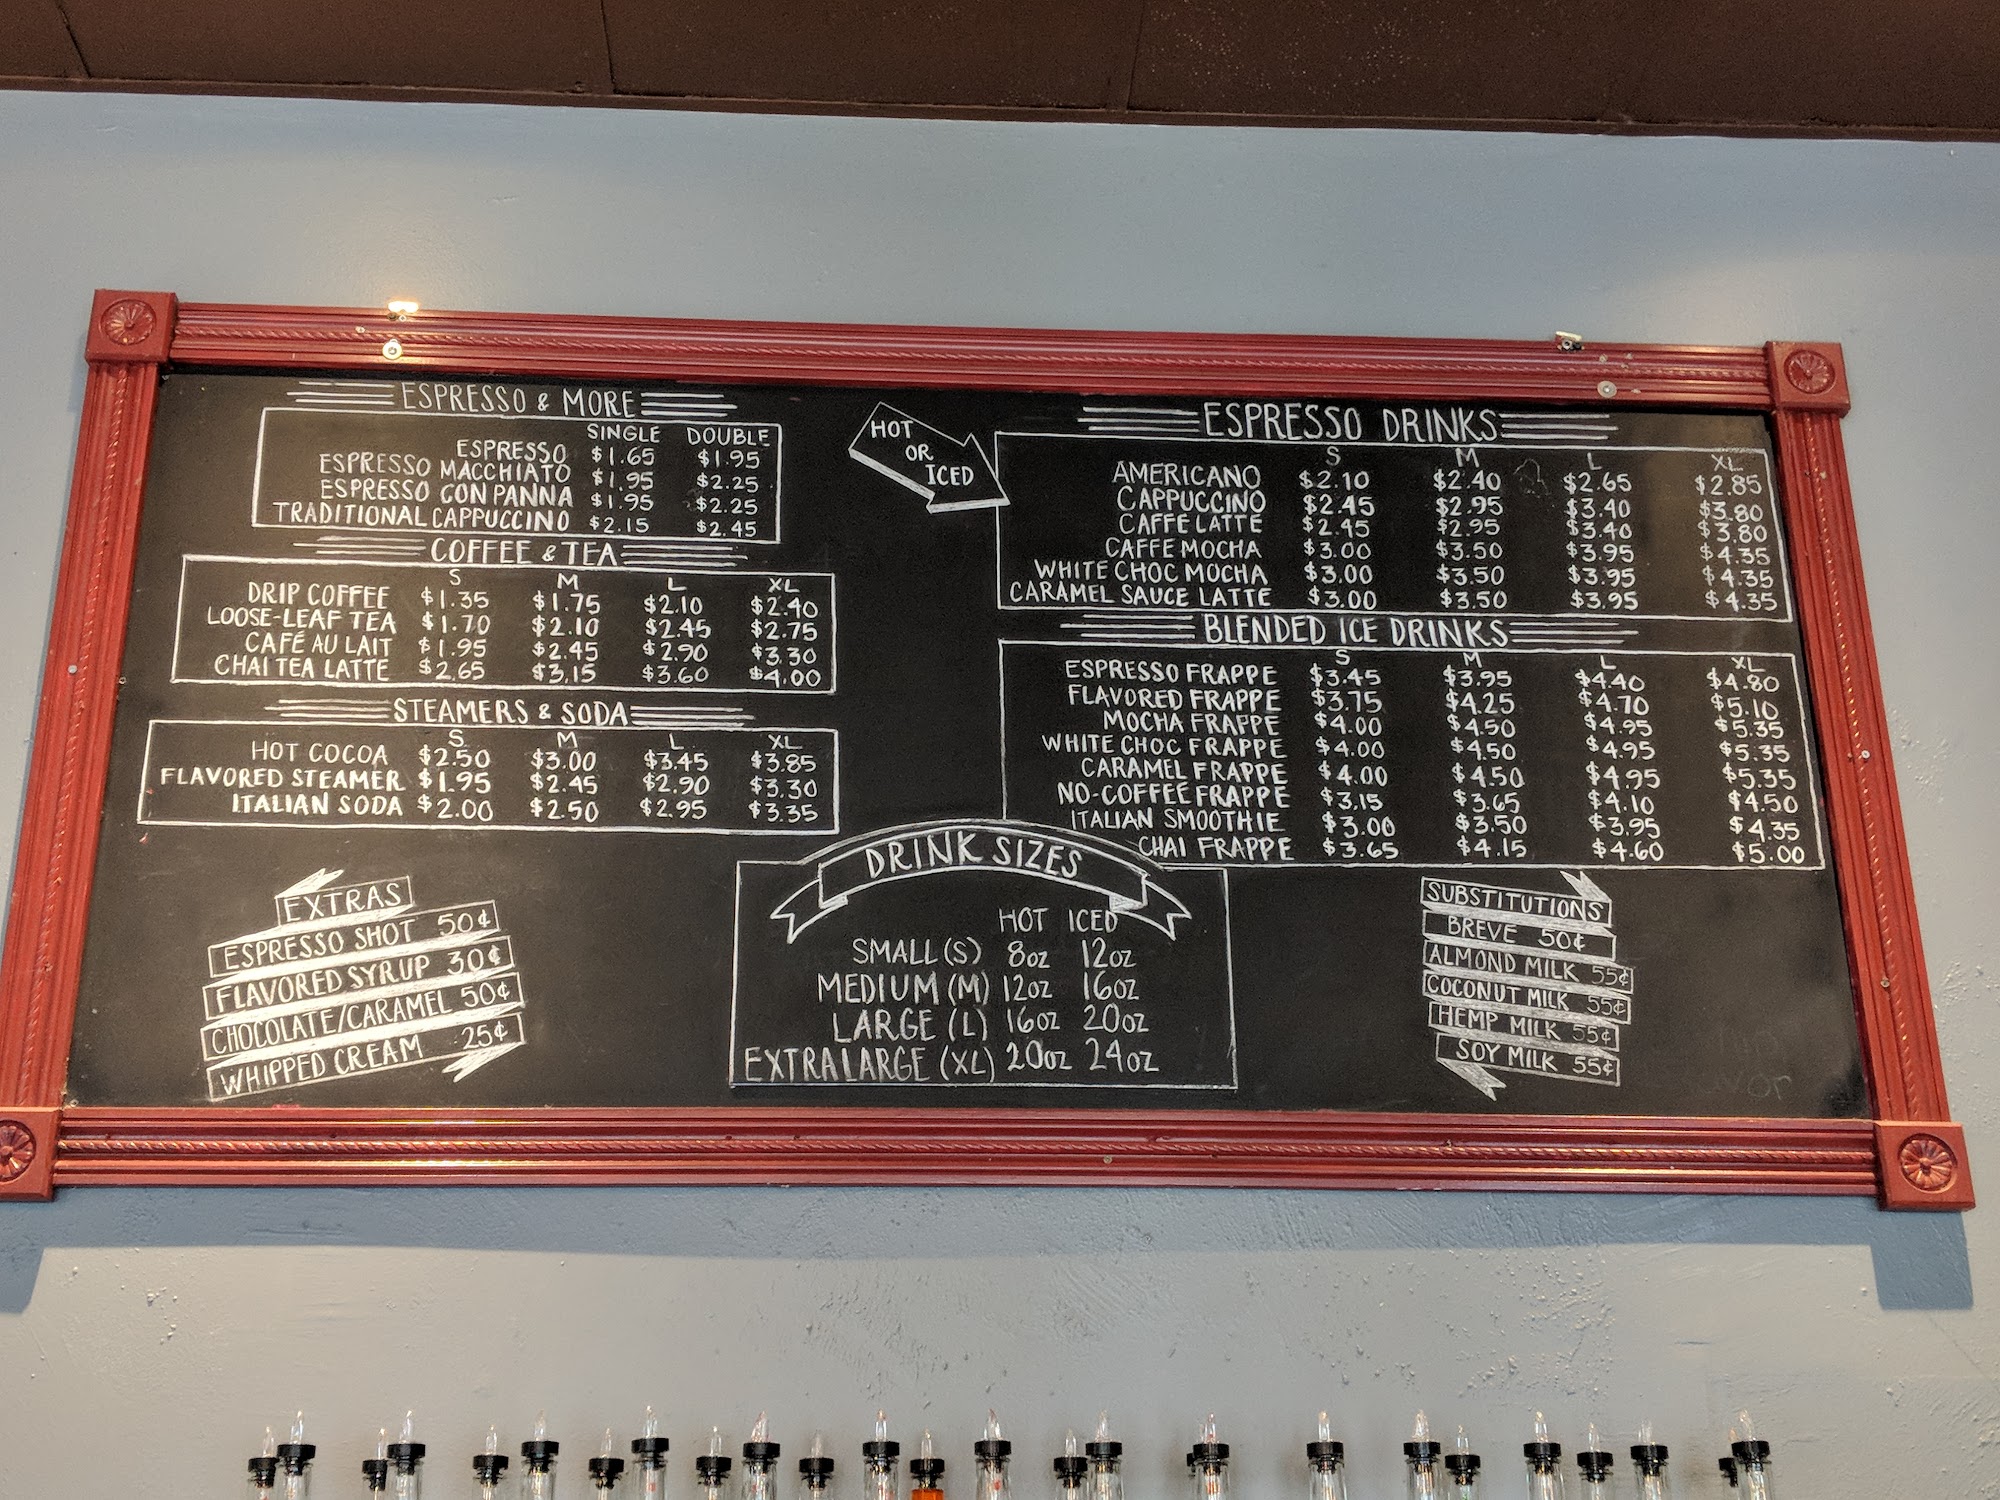 ESPRESSO & MORE
SINGLE DOUBLE
ESPRESSO $1.65 $1.95
ESPRESSO MACCHIATO $1.95 $2.25
ESPRESSO CON PANNA $1.95 $2.25
TRADITIONAL CAPPUCCINO $2.15 $2.45
COFFEE & TEA
S M L XL
DRIP COFFEE $1.35 $1.75 $2.10 $2.40
LOOSE-LEAF TEA $1.70 $2.10 $2.45 $2.75
CAFÉ AU LAIT $1.95 $2.45 $2.90 $3.30
CHAI TEA LATTE $2.65 $3.15 $3.60 $4.00
STEAMERS & SODA
S M L XL
HOT COCOA $2.50 $3.00 $3.45 $3.85
FLAVORED STEAMER $1.95 $2.45 $2.90 $3.30
ITALIAN SODA $2.00 $2.50 $2.95 $3.35
EXTRAS
ESPRESSO SHOT 50¢
FLAVORED SYRUP 30¢
CHOCOLATE/CARAMEL 50¢
WHIPPED CREAM 25¢
HOT
OR
ICED
ESPRESSO DRINKS
S M L XL
AMERICANO $2.10 $2.40 $2.65 $2.85
CAPPUCCINO $2.45 $2.95 $3.40 $3.80
CAFFE LATTE $2.45 $2.95 $3.40 $3.80
CAFFE MOCHA $3.00 $3.50 $3.95 $4.35
WHITE CHOC MOCHA $3.00 $3.50 $3.95 $4.35
CARAMEL SAUCE LATTE $3.00 $3.50 $3.95 $4.35
BLENDED ICE DRINKS
S M L XL
ESPRESSO FRAPPE $3.45 $3.95 $4.40 $4.80
FLAVORED FRAPPE $3.75 $4.25 $4.70 $5.10
MOCHA FRAPPE $4.00 $4.50 $4.95 $5.35
WHITE CHOC FRAPPE $4.00 $4.50 $4.95 $5.35
CARAMEL FRAPPE $4.00 $4.50 $4.95 $5.35
NO-COFFEE FRAPPE $3.15 $3.65 $4.10 $4.50
ITALIAN SMOOTHIE $3.00 $3.50 $3.95 $4.35
CHAI FRAPPE $3.65 $4.15 $4.60 $5.00
DRINK SIZES
HOT ICED
SMALL (S) 8oz 12oz
MEDIUM (M) 12oz 16oz
LARGE (L) 16oz 20oz
EXTRA LARGE (XL) 20oz 24oz
SUBSTITUTIONS
BREVE 50¢
ALMOND MILK 55¢
COCONUT MILK 55¢
HEMP MILK 55¢
SOY MILK 55¢